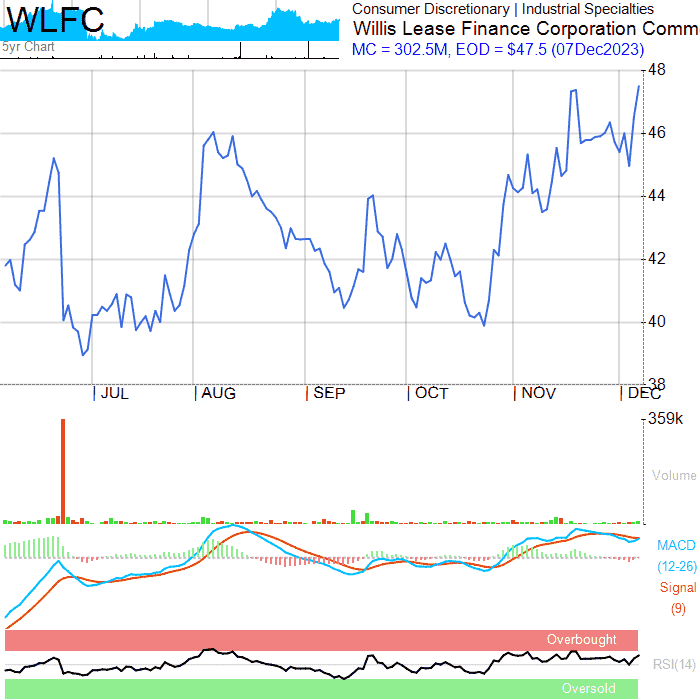 WLFC
5yr Chart
Consumer Discretionary | Industrial Specialties
Willis Lease Finance Corporation Comm
MC = 302.5M, EOD = $47.5 (07Dec2023)
48
46
44
42
40
38
JUL
AUG
SEP
OCT
NOV
DEC
359k
Volume
MACD
(12-26)
Signal
(9)
Overbought
RSI(14)
Oversold